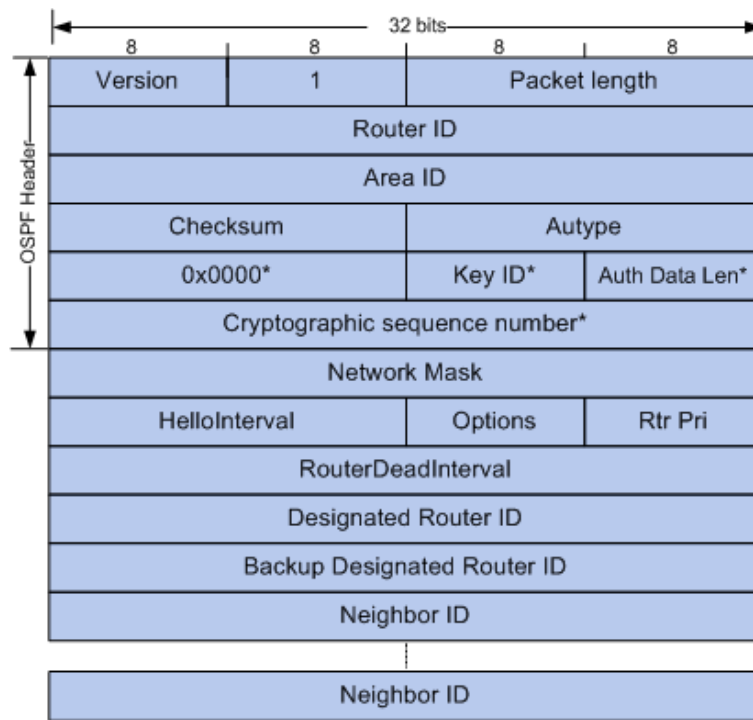 32 bits
8 8 8 8
Version 1 Packet length
Router ID
Area ID
Checksum Autype
0x0000* Key ID* Auth Data Len*
Cryptographic sequence number*
OSPF Header
Network Mask
HelloInterval Options Rtr Pri
RouterDeadInterval
Designated Router ID
Backup Designated Router ID
Neighbor ID
Neighbor ID